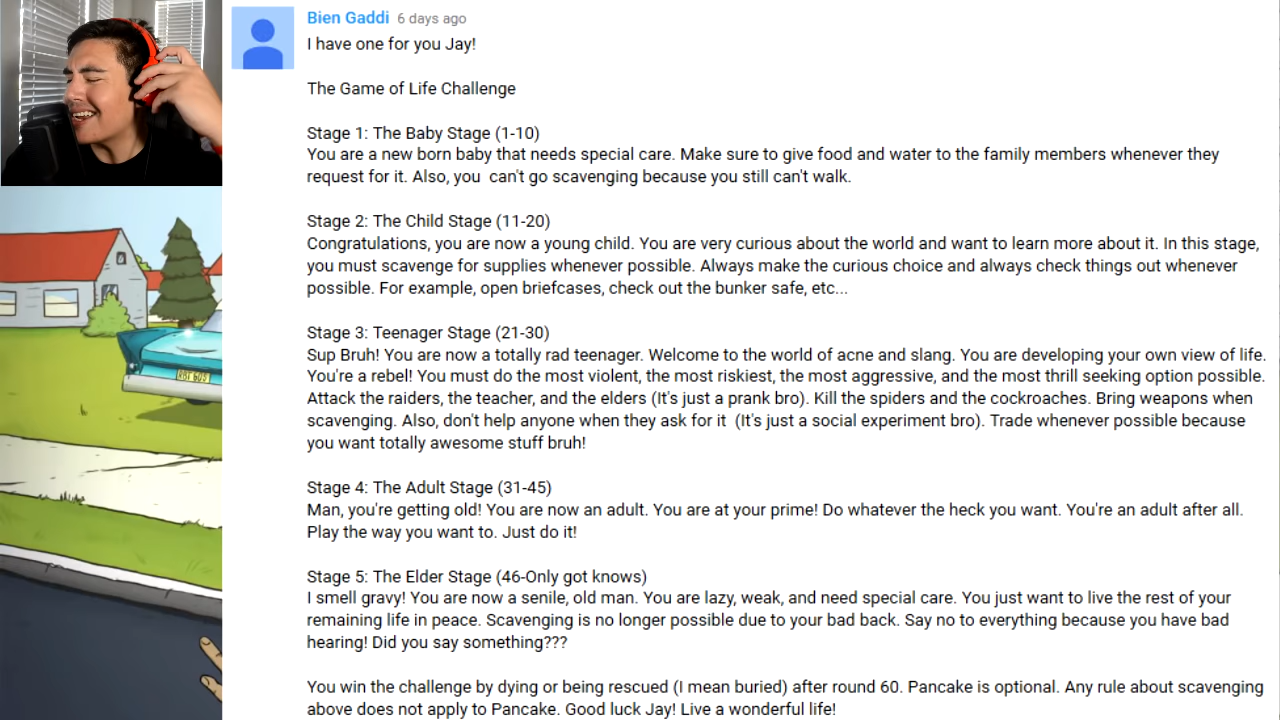 Bien Gaddi 6 days ago
I have one for you Jay!
The Game of Life Challenge
Stage 1: The Baby Stage (1-10)
You are a new born baby that needs special care. Make sure to give food and water to the family members whenever they
request for it. Also, you can't go scavenging because you still can't walk.
Stage 2: The Child Stage (11-20)
Congratulations, you are now a young child. You are very curious about the world and want to learn more about it. In this stage,
you must scavenge for supplies whenever possible. Always make the curious choice and always check things out whenever
possible. For example, open briefcases, check out the bunker safe, etc...
Stage 3: Teenager Stage (21-30)
Sup Bruh! You are now a totally rad teenager. Welcome to the world of acne and slang. You are developing your own view of life.
You're a rebel! You must do the most violent, the most riskiest, the most aggressive, and the most thrill seeking option possible.
Attack the raiders, the teacher, and the elders (It's just a prank bro). Kill the spiders and the cockroaches. Bring weapons when
scavenging. Also, don't help anyone when they ask for it (It's just a social experiment bro). Trade whenever possible because
you want totally awesome stuff bruh!
Stage 4: The Adult Stage (31-45)
Man, you're getting old! You are now an adult. You are at your prime! Do whatever the heck you want. You're an adult after all.
Play the way you want to. Just do it!
Stage 5: The Elder Stage (46-Only got knows)
I smell gravy! You are now a senile, old man. You are lazy, weak, and need special care. You just want to live the rest of your
remaining life in peace. Scavenging is no longer possible due to your bad back. Say no to everything because you have bad
hearing! Did you say something???
You win the challenge by dying or being rescued (I mean buried) after round 60. Pancake is optional. Any rule about scavenging
above does not apply to Pancake. Good luck Jay! Live a wonderful life!